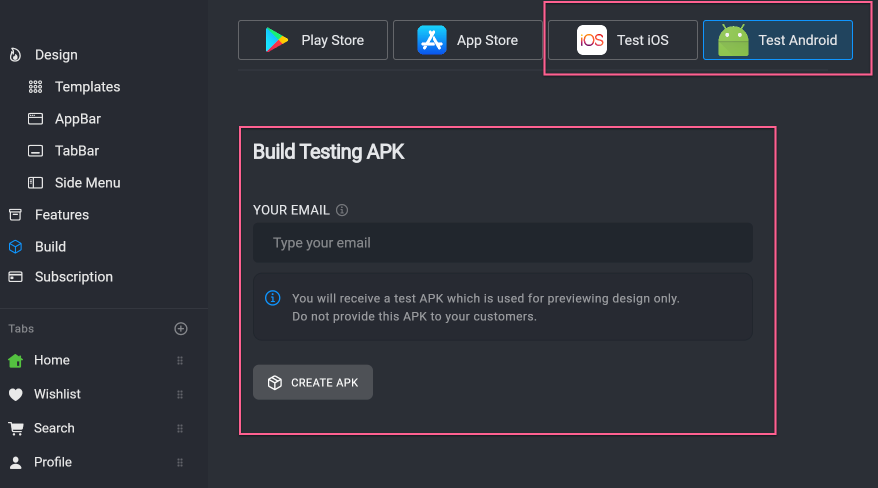 Design
Templates
AppBar
TabBar
Side Menu
Features
Build
Subscription
Tabs
Home
Wishlist
Search
Profile
Play Store
App Store
iOS
Test iOS
Test Android
Build Testing APK
YOUR EMAIL
Type your email
You will receive a test APK which is used for previewing design only.
Do not provide this APK to your customers.
CREATE APK